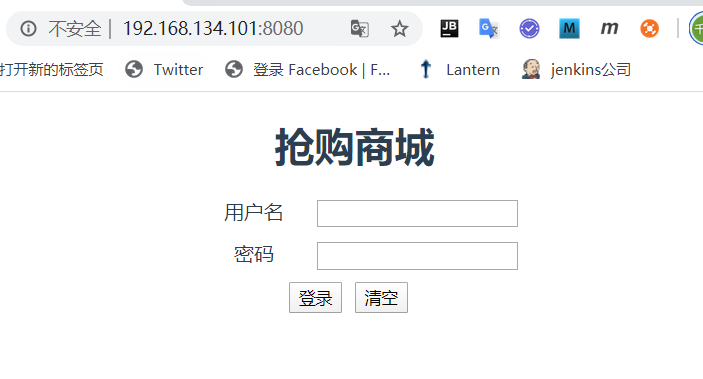 不安全 | 192.168.134.101:8080
打开新的标签页 Twitter 登录 Facebook | F... Lantern jenkins公司
抢购商城
用户名
密码
登录 清空